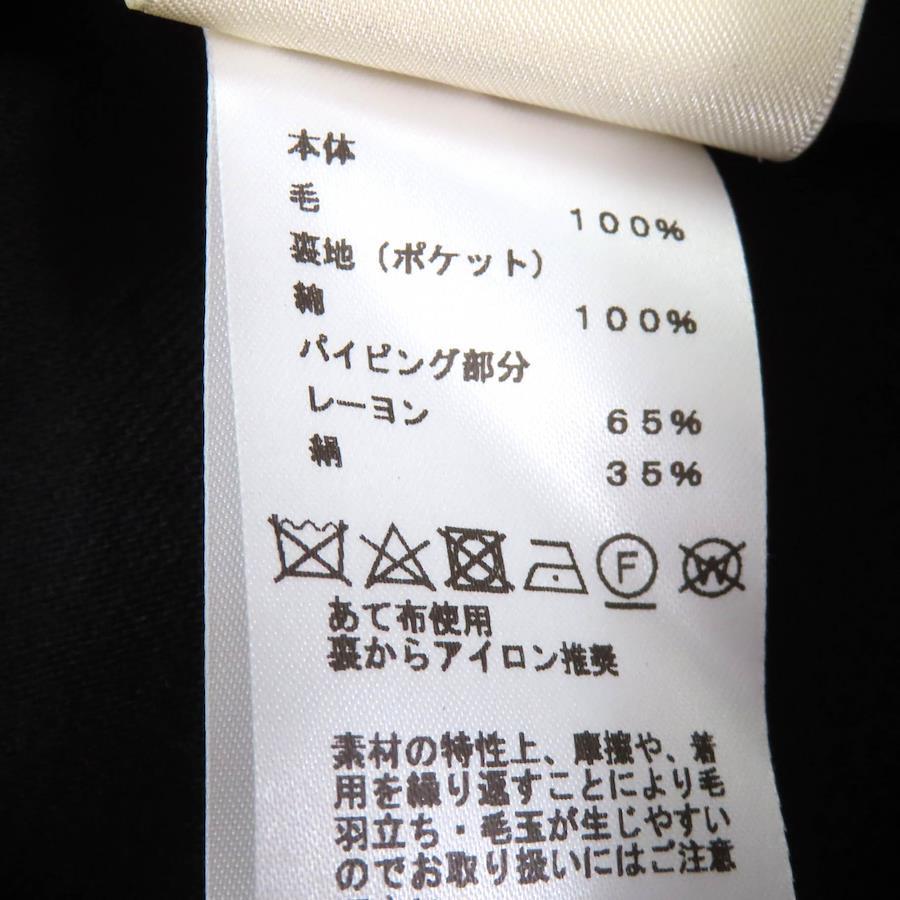 本体
毛 100%
裏地（ポケット）
綿 100%
パイピング部分
レーヨン 65%
絹 35%
F W
あて布使用
裏からアイロン推奨
素材の特性上、摩擦や、着
用を繰り返すことにより毛
羽立ち・毛玉が生じやすい
のでお取り扱いにはご注意